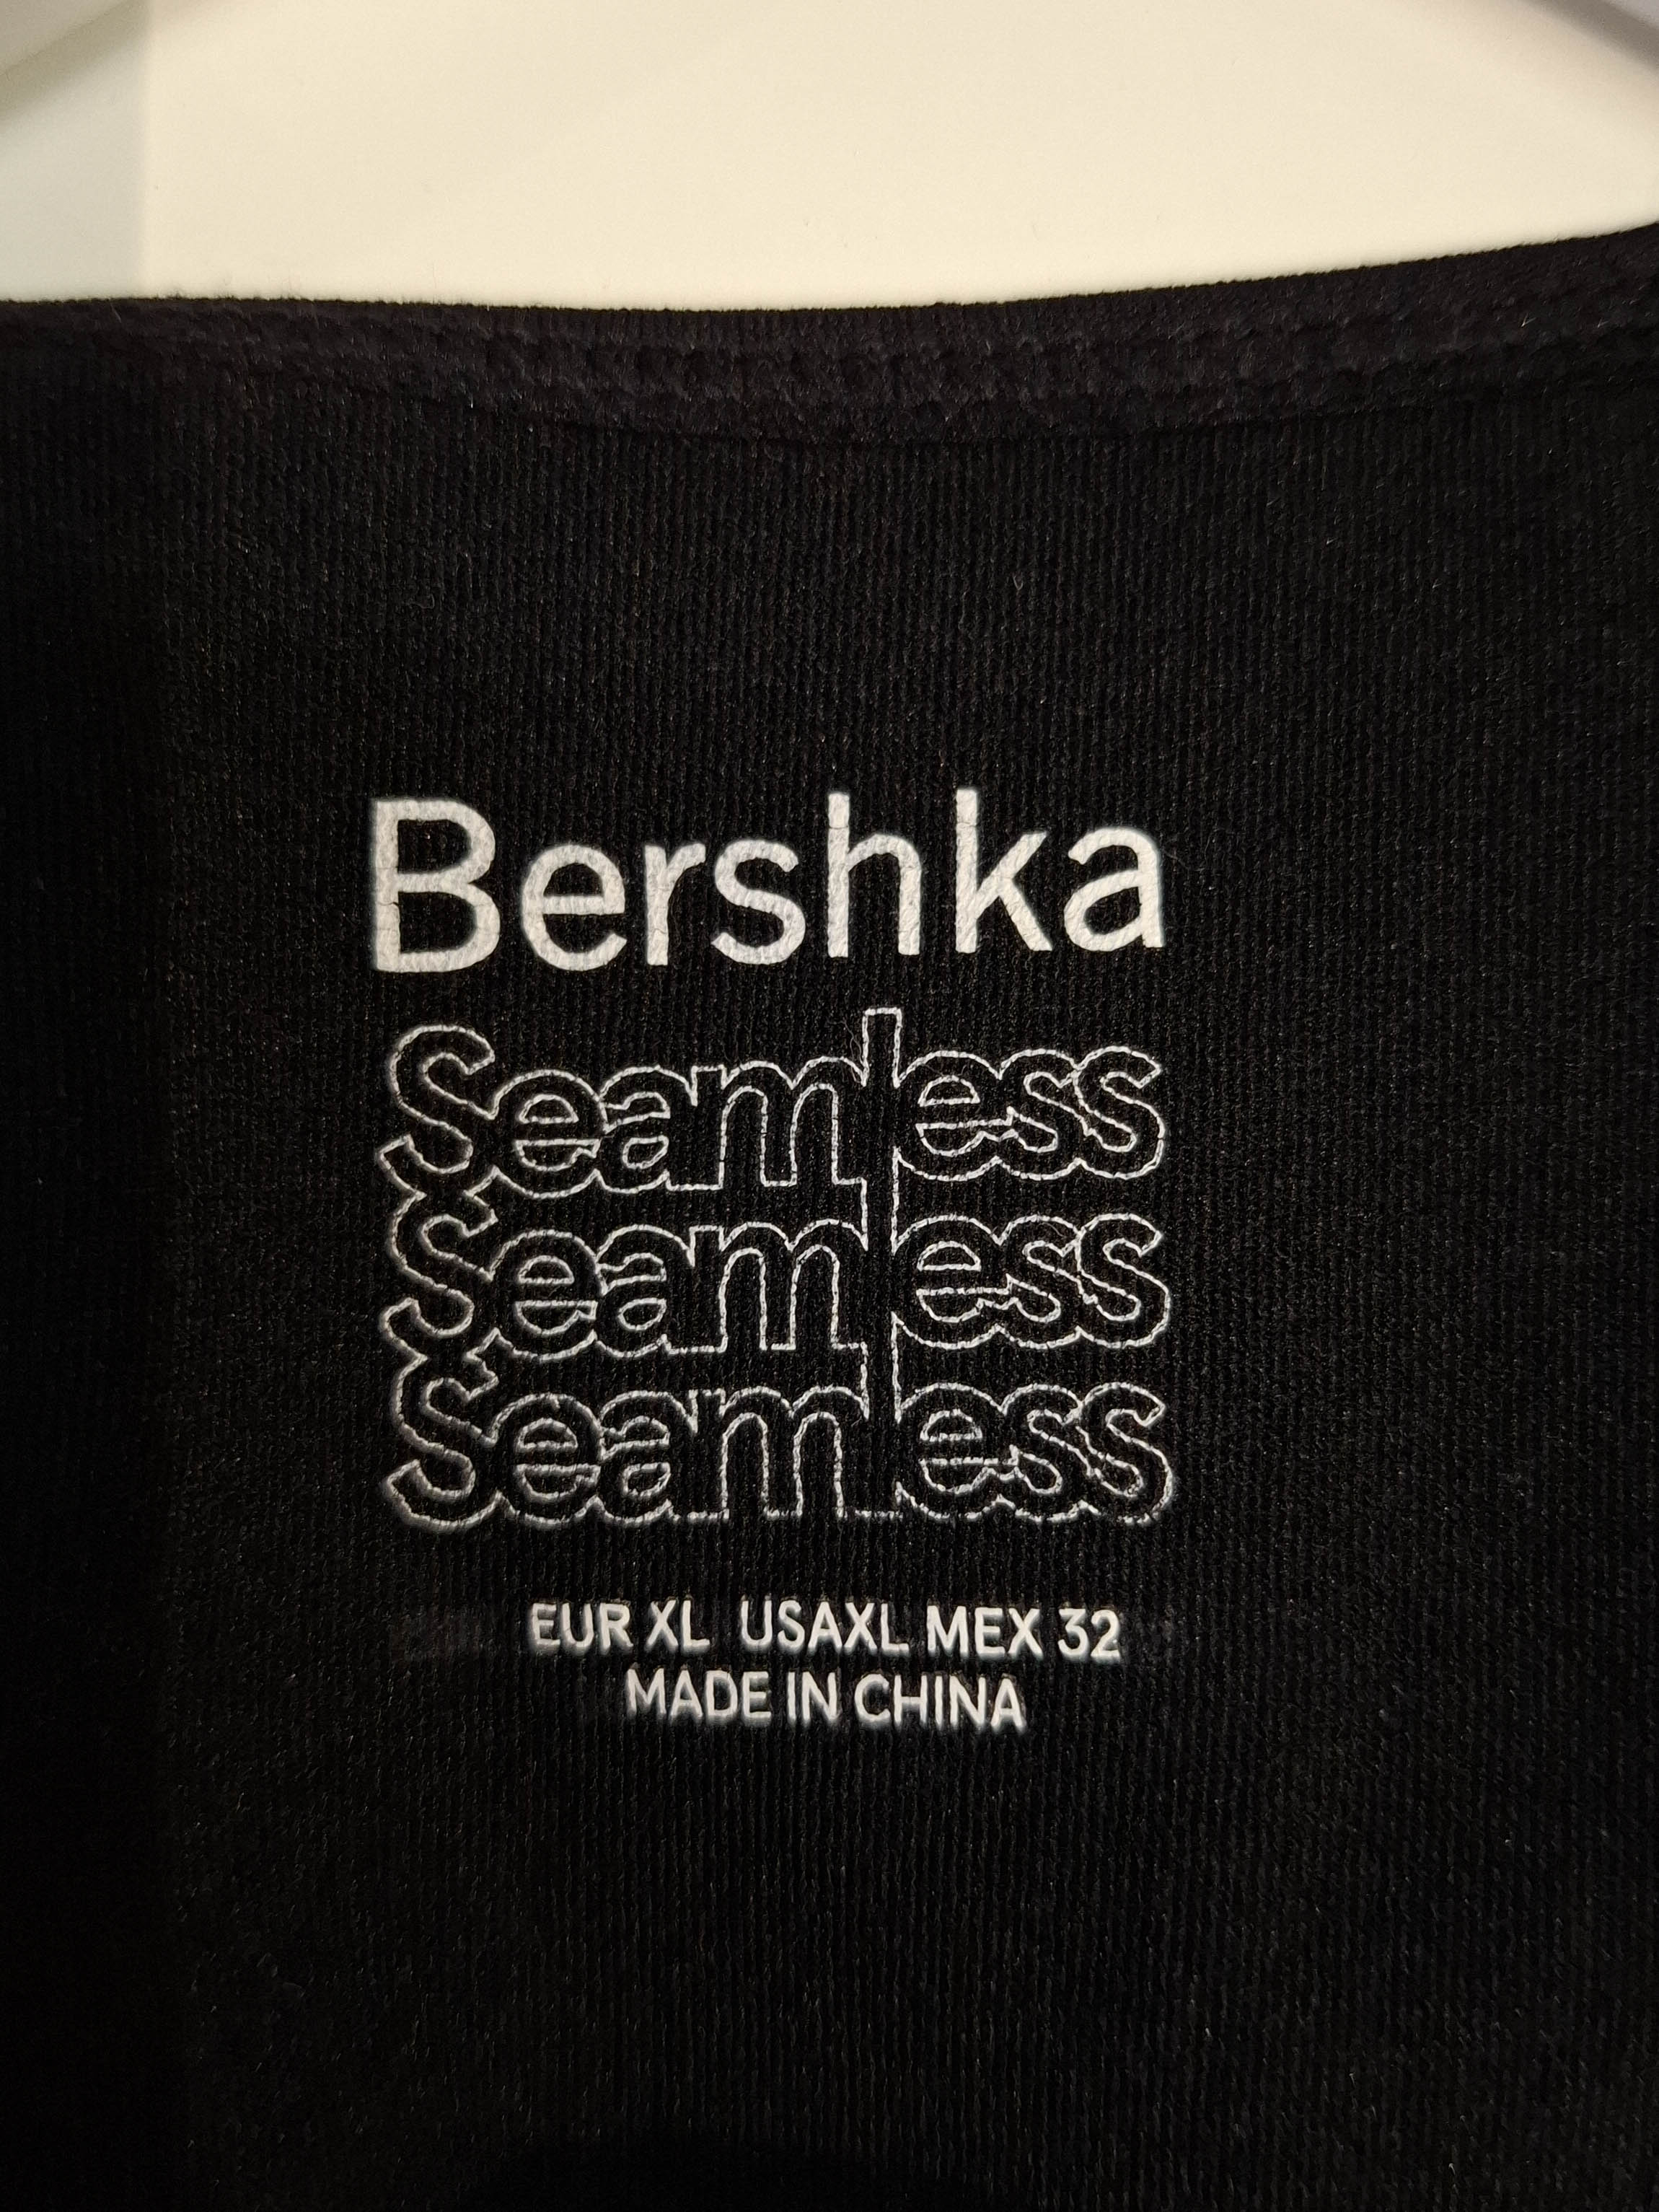 Bershka
Seamless
Seamless
Seamless
EUR XL USAXL MEX 32
MADE IN CHINA